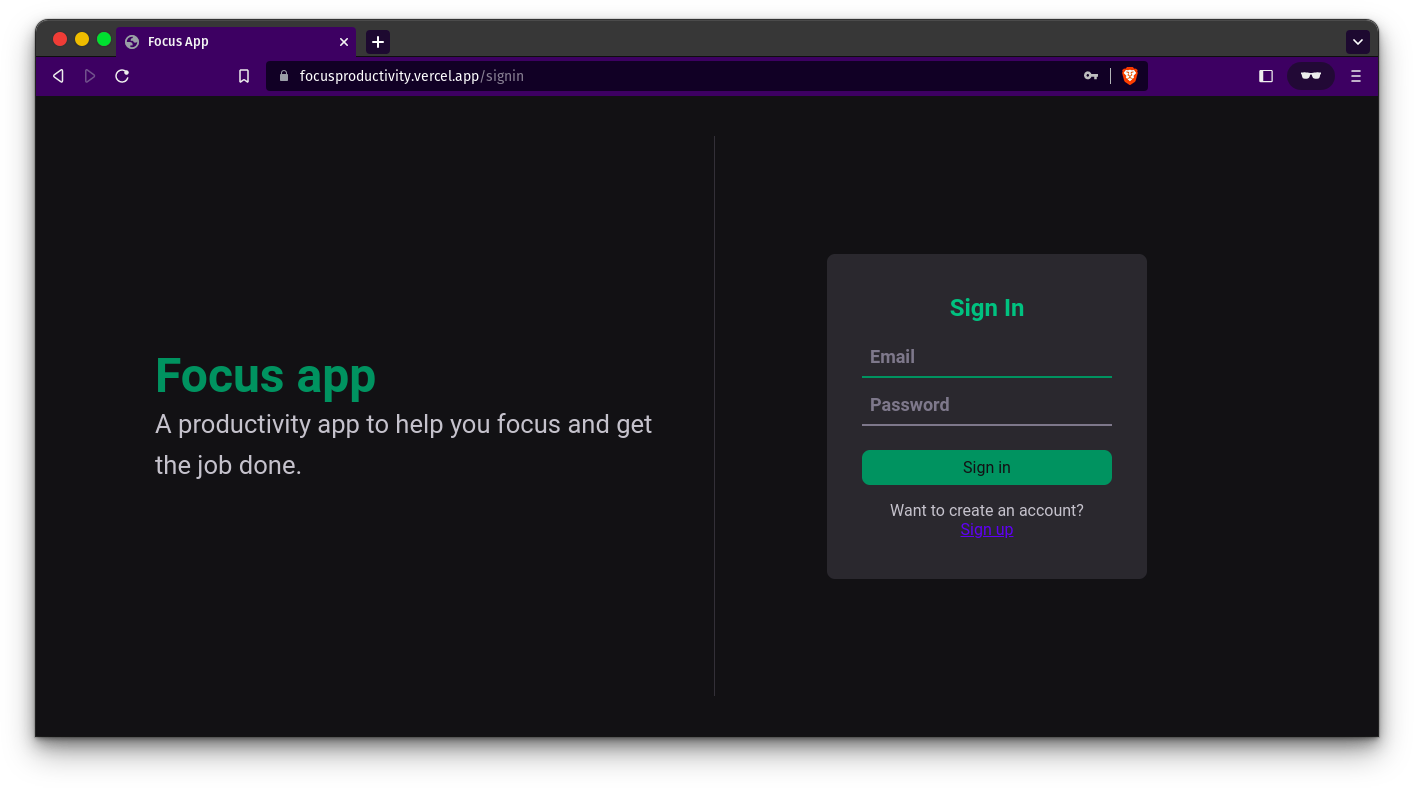 Focus App
focusproductivity.vercel.app/signin
Focus app
A productivity app to help you focus and get
the job done.
Sign In
Email
Password
Sign in
Want to create an account?
Sign up